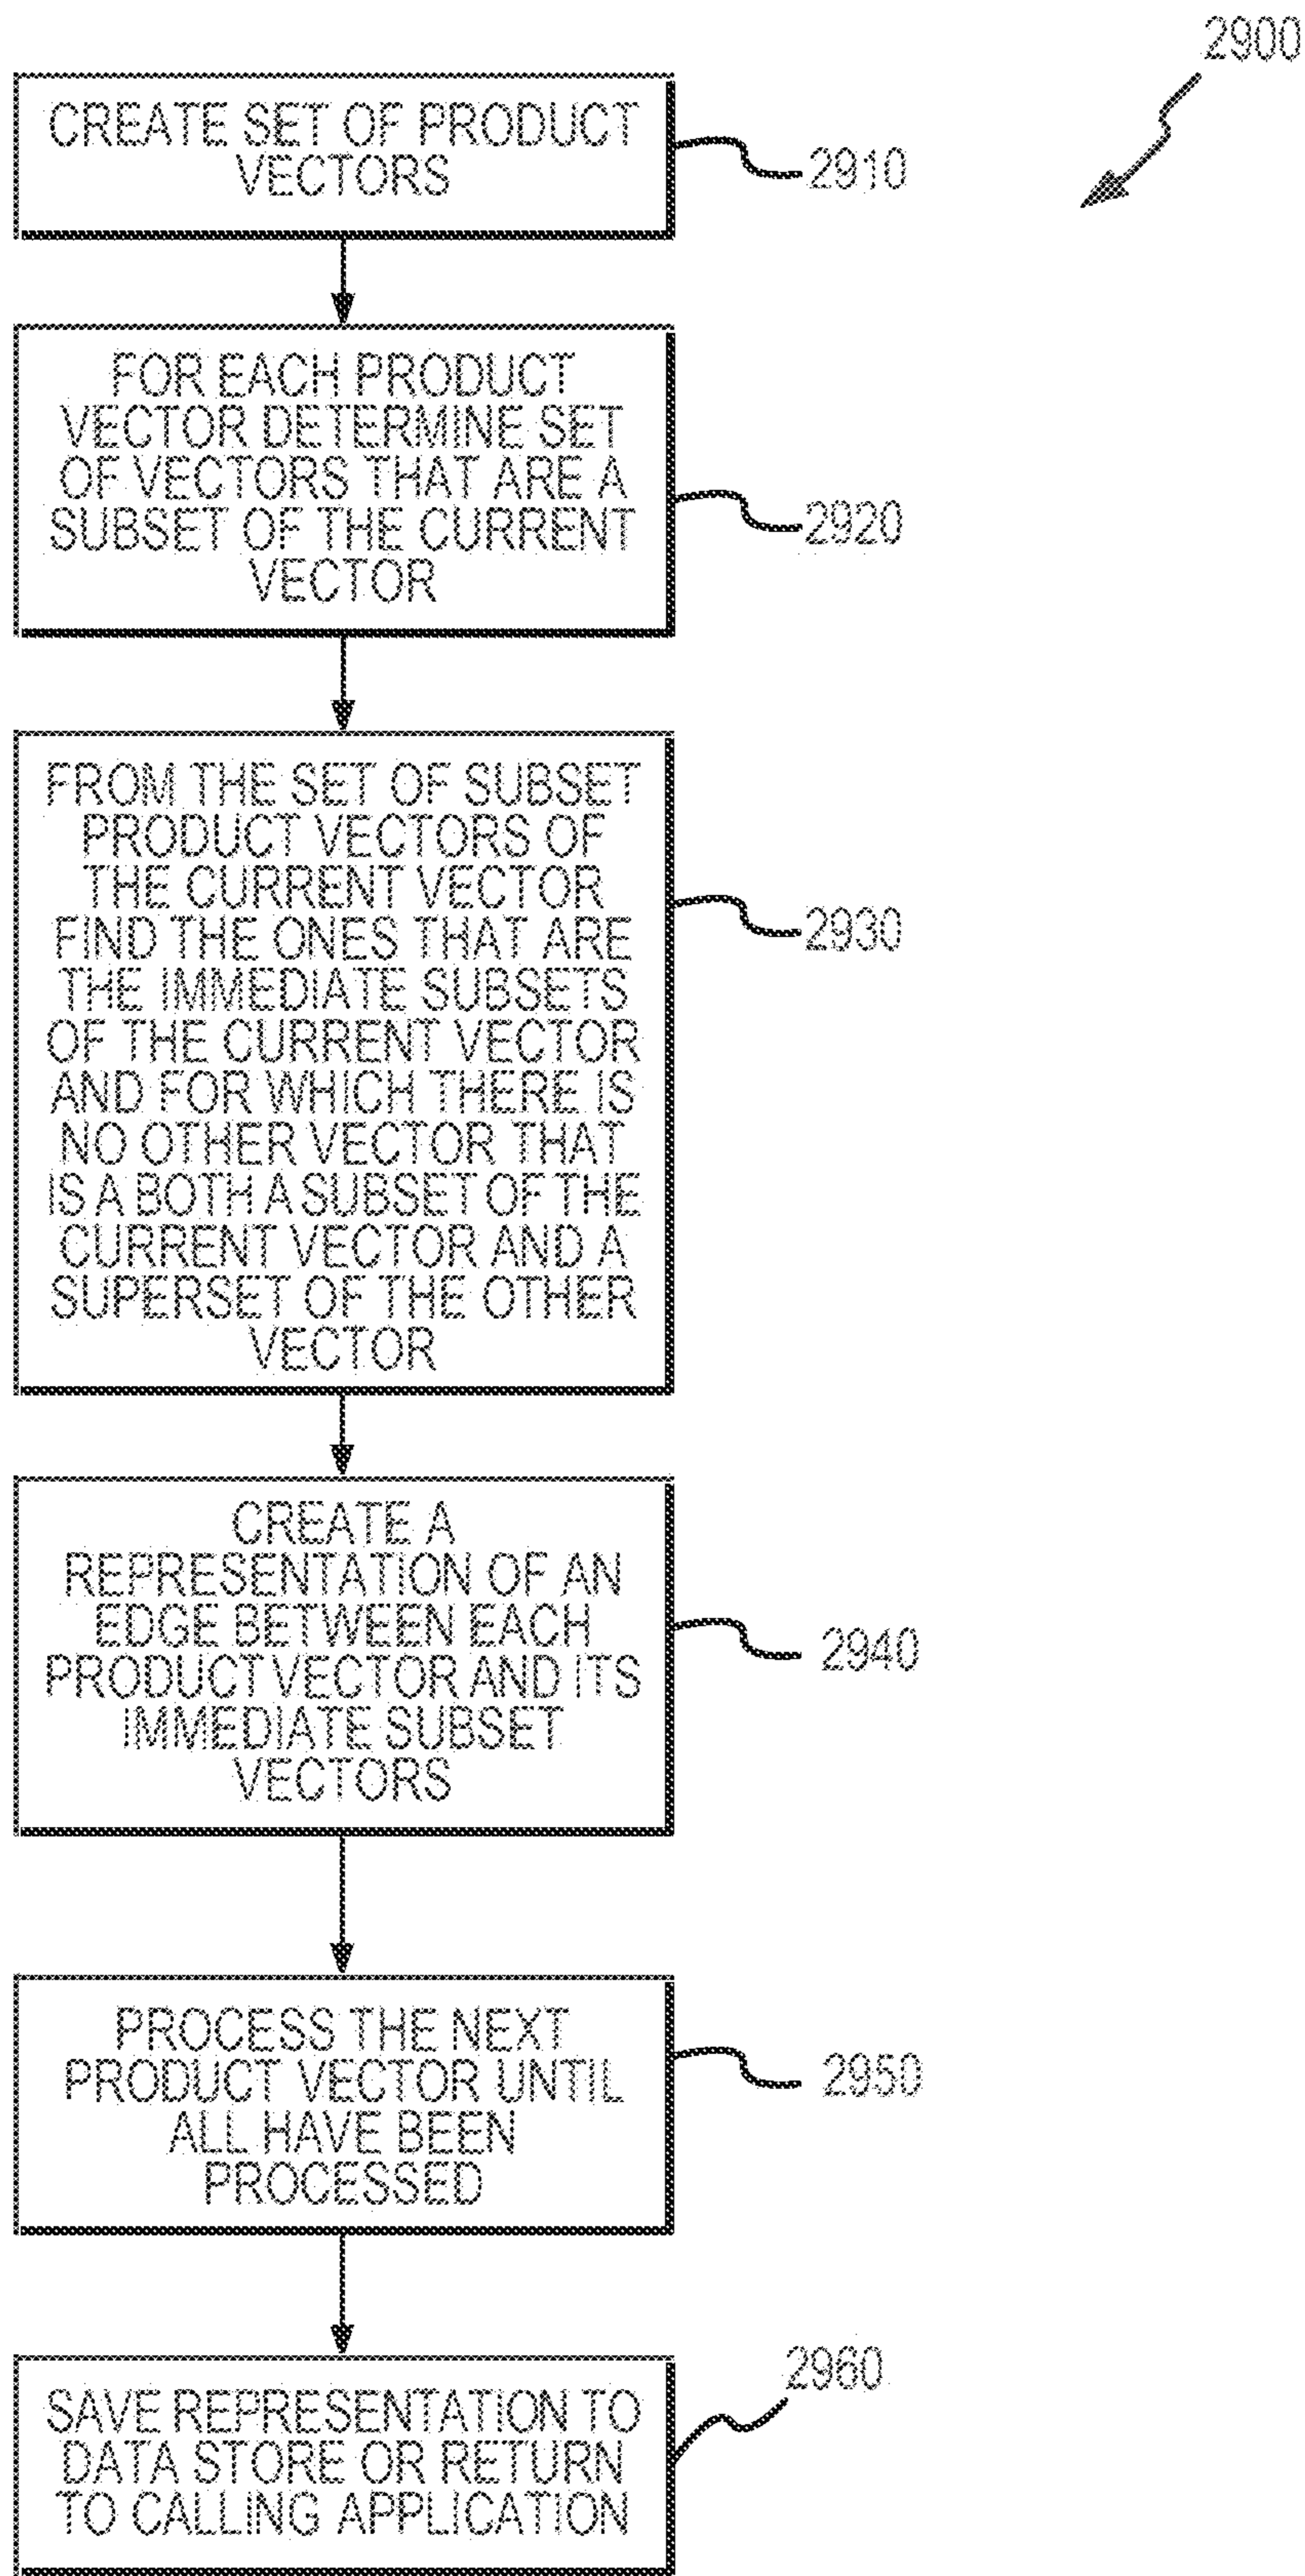 2900
CREATE SET OF PRODUCT
VECTORS
2910
FOR EACH PRODUCT
VECTOR DETERMINE SET
OF VECTORS THAT ARE A
SUBSET OF THE CURRENT
VECTOR
2920
FROM THE SET OF SUBSET
PRODUCT VECTORS OF
THE CURRENT VECTOR
FIND THE ONES THAT ARE
THE IMMEDIATE SUBSETS
OF THE CURRENT VECTOR
AND FOR WHICH THERE IS
NO OTHER VECTOR THAT
IS A BOTH A SUBSET OF THE
CURRENT VECTOR AND A
SUPERSET OF THE OTHER
VECTOR
2930
CREATE A
REPRESENTATION OF AN
EDGE BETWEEN EACH
PRODUCT VECTOR AND ITS
IMMEDIATE SUBSET
VECTORS
2940
PROCESS THE NEXT
PRODUCT VECTOR UNTIL
ALL HAVE BEEN
PROCESSED
2950
SAVE REPRESENTATION TO
DATA STORE OR RETURN
TO CALLING APPLICATION
2960